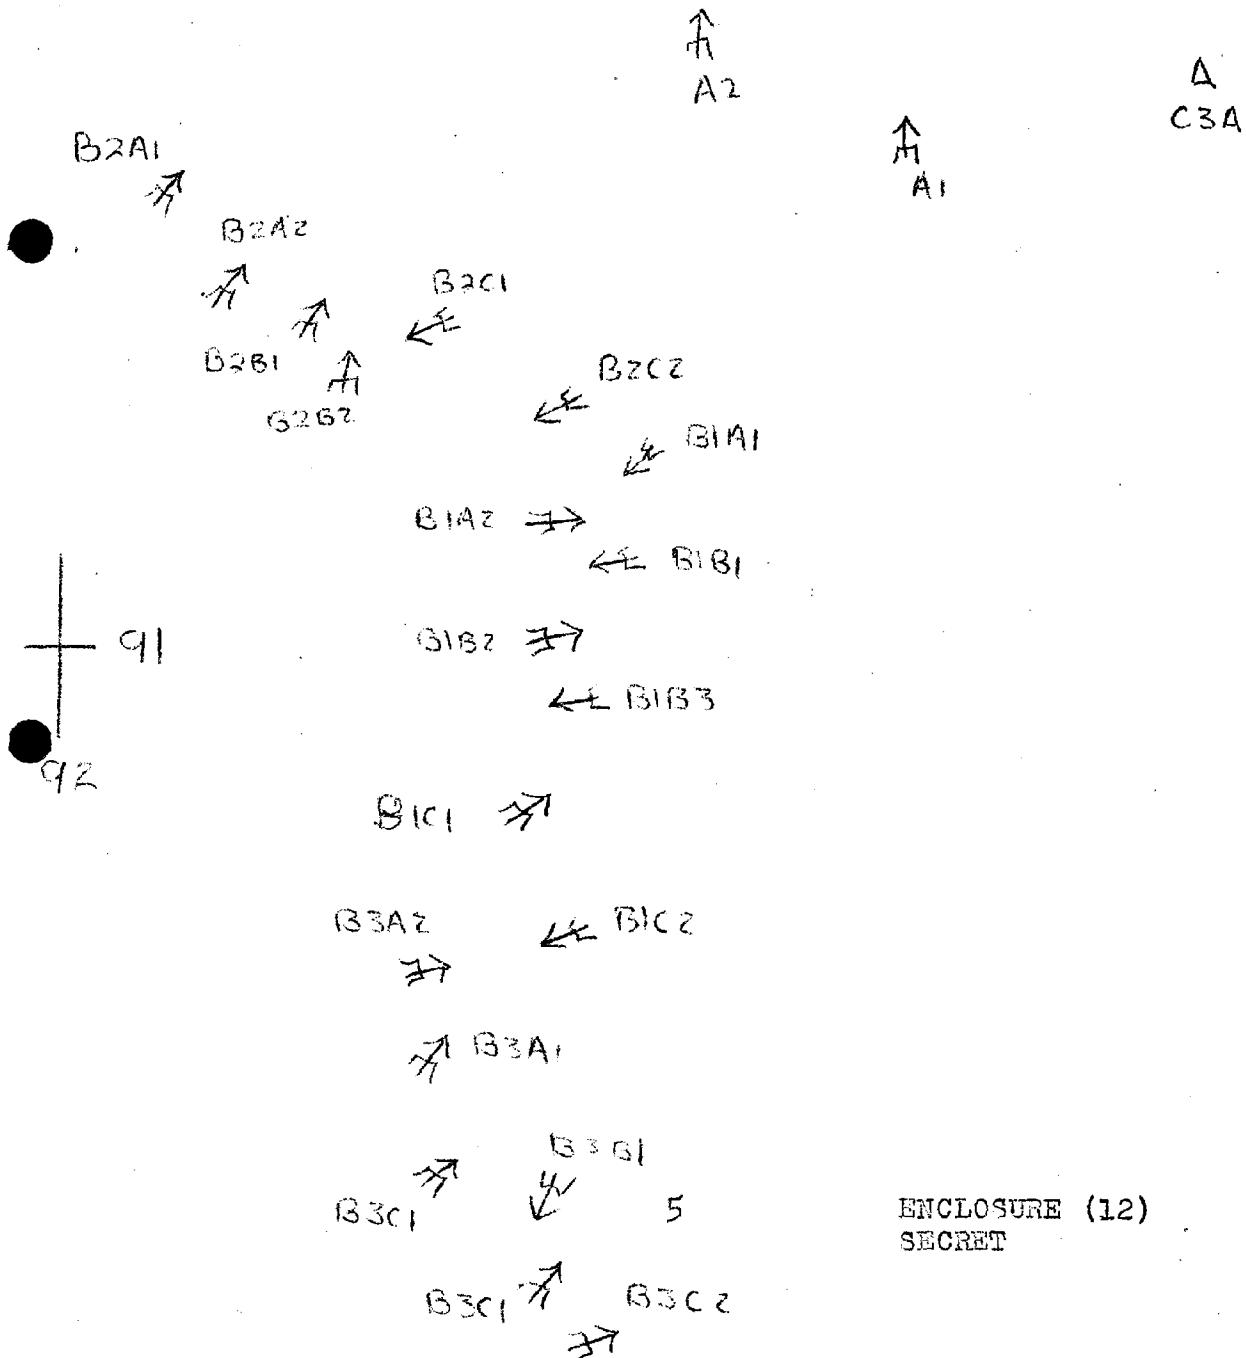 A2
C3A
B2A1
A1
B2A2
B2C1
B2B1
B2C2
B2B2
B1A1
B1A2
B1B1
B1B2
91
B1B3
92
B1C1
B3A2
B1C2
B3A1
B3B1
B3C1
5
ENCLOSURE (12)
SECRET
B3C1
B3C2